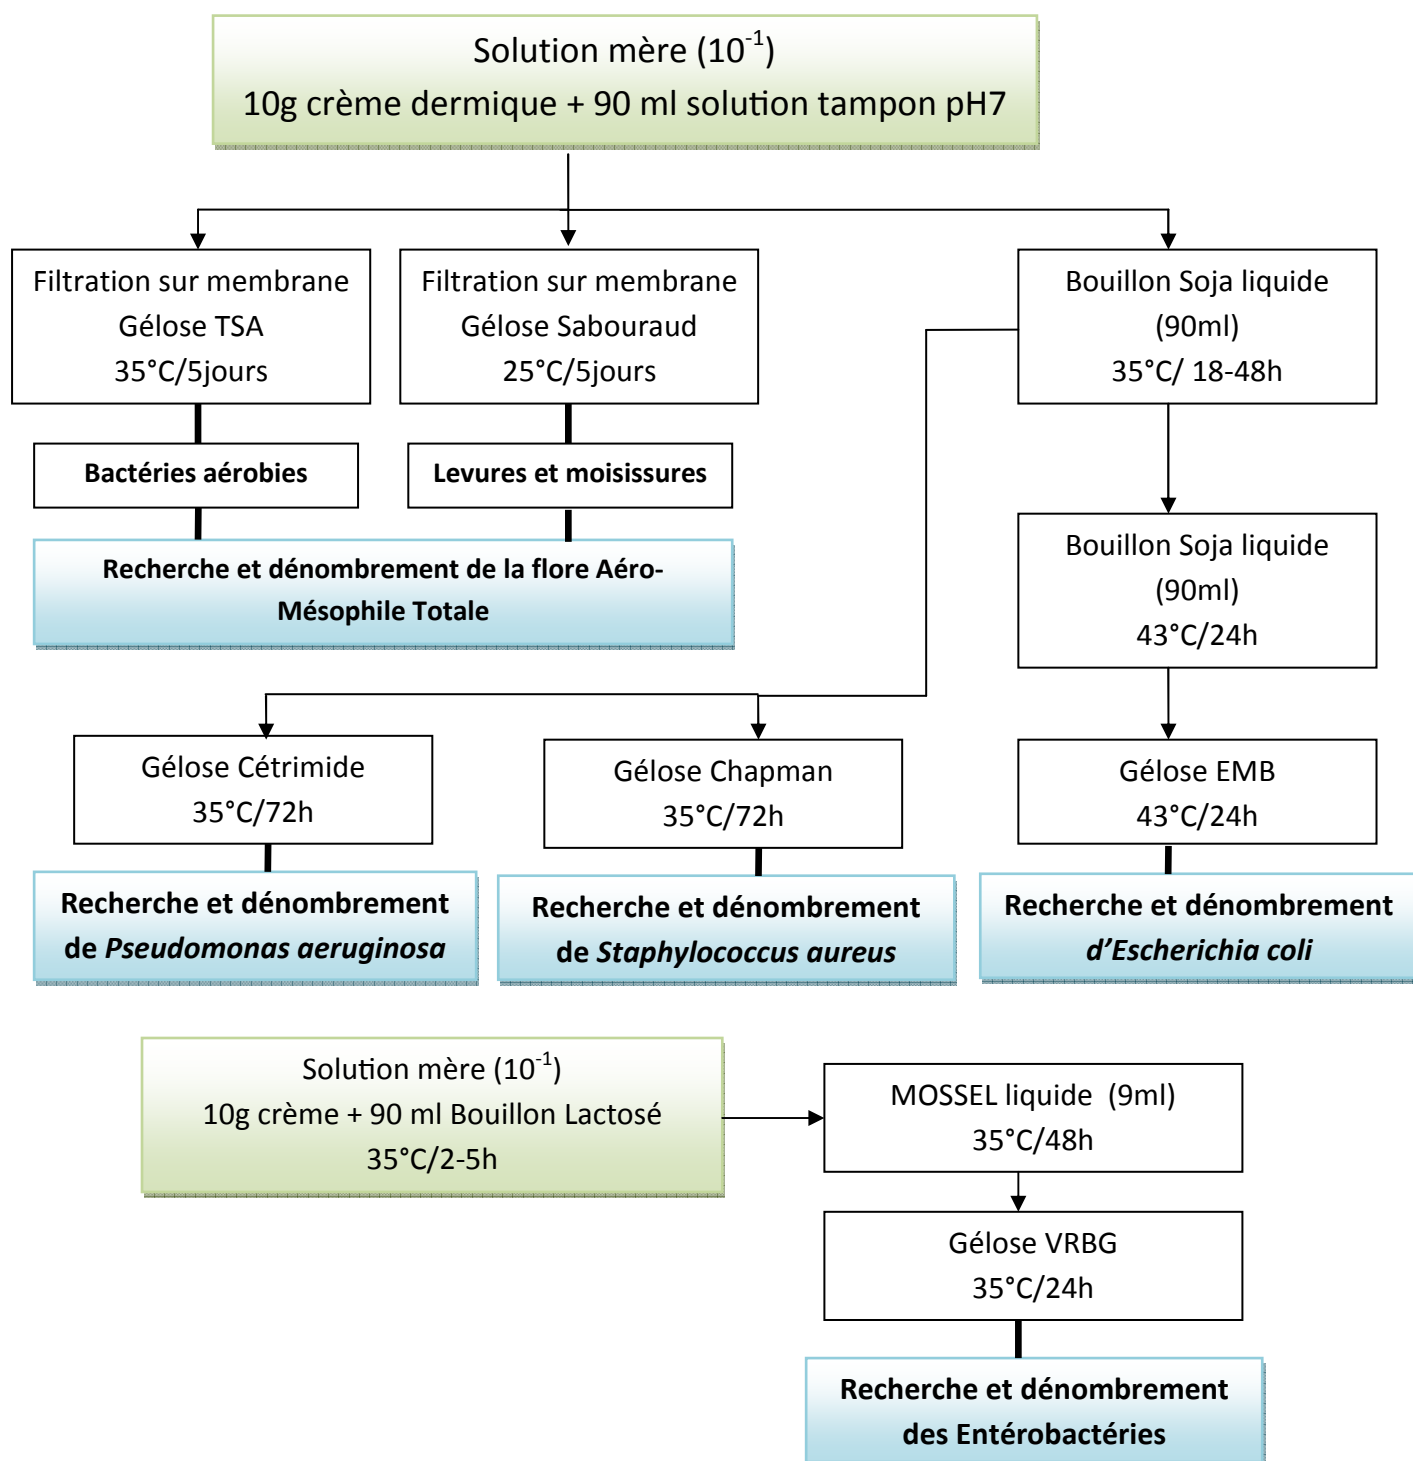 Solution mère (10⁻¹)
10g crème dermique + 90 ml solution tampon pH7
Filtration sur membrane
Gélose TSA
35°C/5jours
Filtration sur membrane
Gélose Sabouraud
25°C/5jours
Bouillon Soja liquide
(90ml)
35°C/ 18-48h
Bactéries aérobies
Levures et moisissures
Recherche et dénombrement de la flore Aéro-
Mésophile Totale
Bouillon Soja liquide
(90ml)
43°C/24h
Gélose Cétrimide
35°C/72h
Gélose Chapman
35°C/72h
Gélose EMB
43°C/24h
Recherche et dénombrement
de Pseudomonas aeruginosa
Recherche et dénombrement
de Staphylococcus aureus
Recherche et dénombrement
d’Escherichia coli
Solution mère (10⁻¹)
10g crème + 90 ml Bouillon Lactosé
35°C/2-5h
MOSSEL liquide (9ml)
35°C/48h
Gélose VRBG
35°C/24h
Recherche et dénombrement
des Entérobactéries